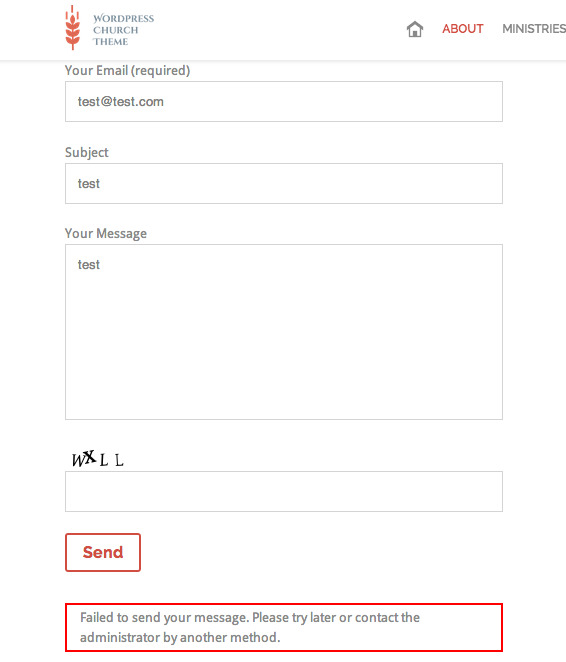 WORDPRESS
CHURCH
THEME
ABOUT MINISTRIES
Your Email (required)
test@test.com
Subject
test
Your Message
test
WXLL
Send
Failed to send your message. Please try later or contact the
administrator by another method.